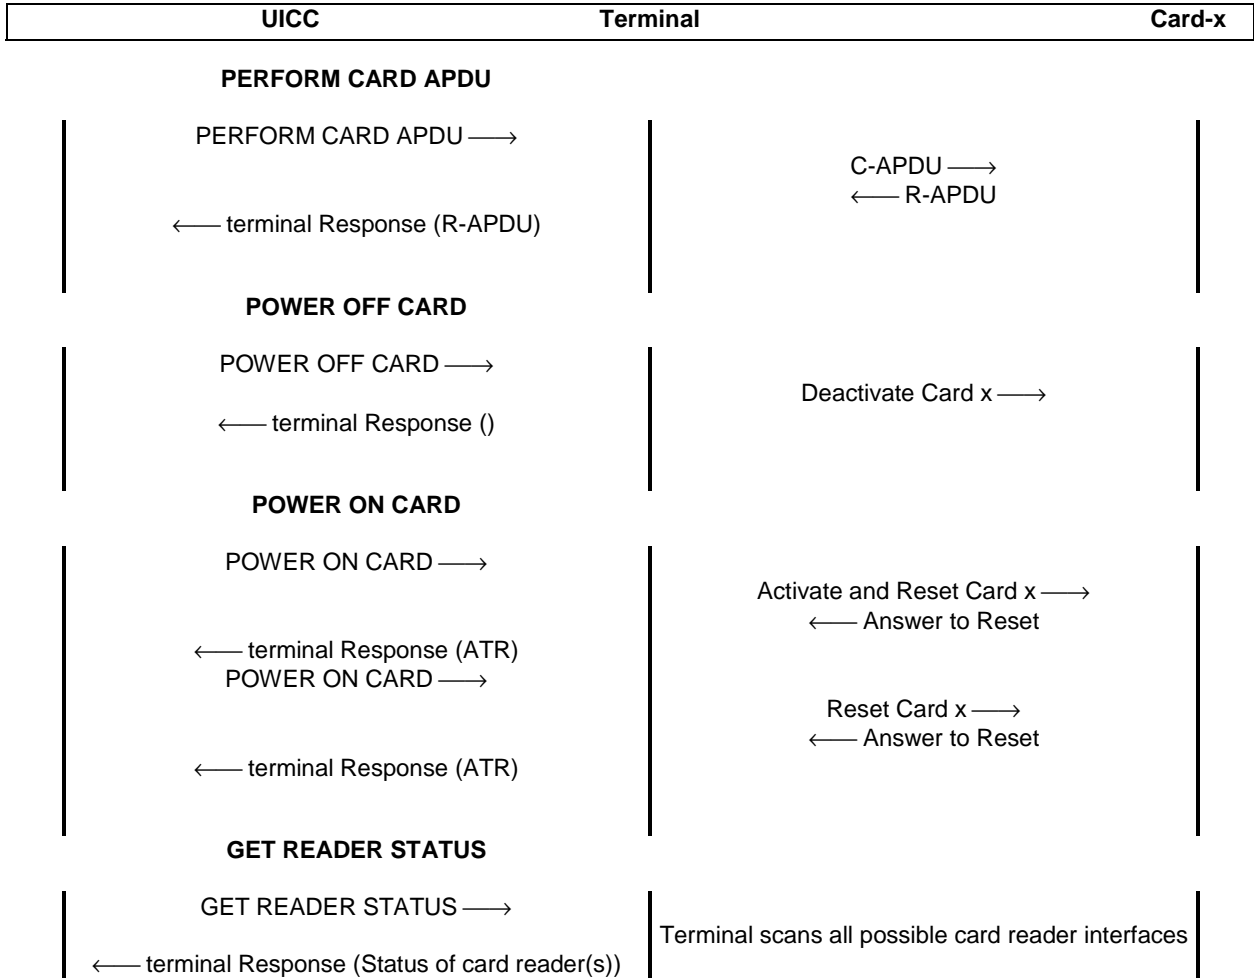 UICC Terminal Card-x
PERFORM CARD APDU
PERFORM CARD APDU ⟶
C-APDU ⟶
⟵ R-APDU
⟵ terminal Response (R-APDU)
POWER OFF CARD
POWER OFF CARD ⟶
Deactivate Card x ⟶
⟵ terminal Response ()
POWER ON CARD
POWER ON CARD ⟶
Activate and Reset Card x ⟶
⟵ Answer to Reset
⟵ terminal Response (ATR)
POWER ON CARD ⟶
Reset Card x ⟶
⟵ Answer to Reset
⟵ terminal Response (ATR)
GET READER STATUS
GET READER STATUS ⟶
Terminal scans all possible card reader interfaces
⟵ terminal Response (Status of card reader(s))